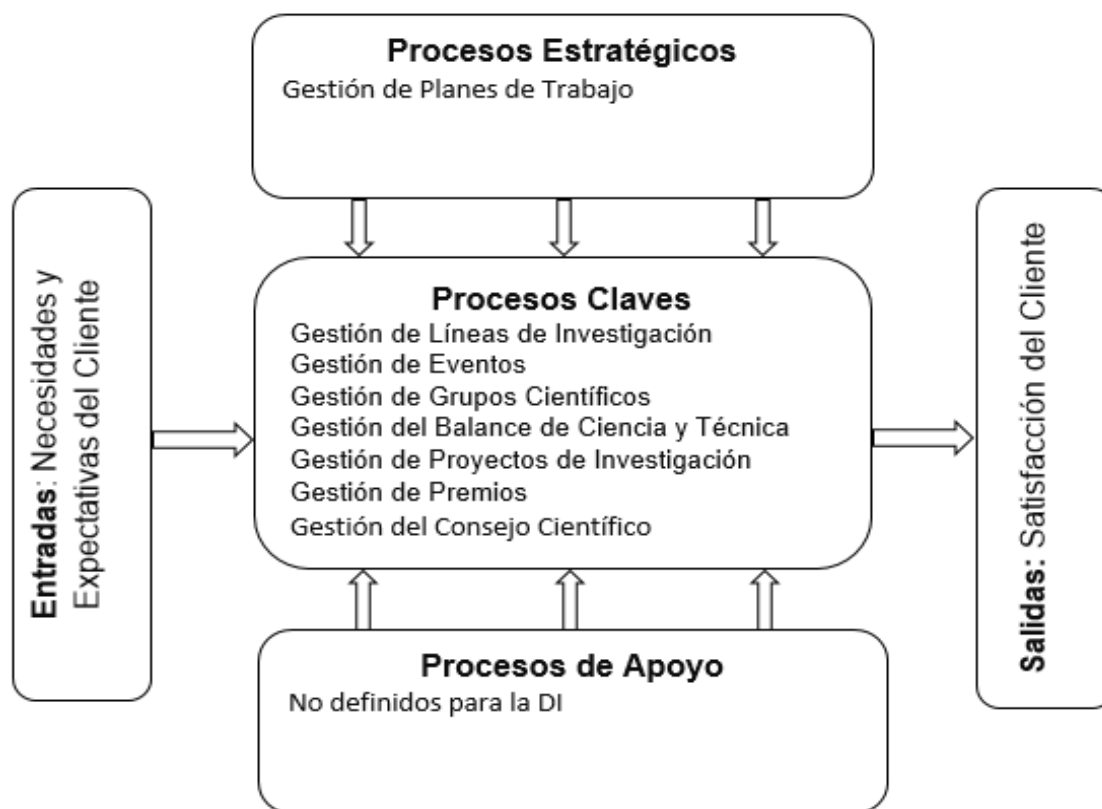 Procesos Estratégicos
Gestión de Planes de Trabajo
Entradas: Necesidades y
Expectativas del Cliente
Procesos Claves
Gestión de Líneas de Investigación
Gestión de Eventos
Gestión de Grupos Científicos
Gestión del Balance de Ciencia y Técnica
Gestión de Proyectos de Investigación
Gestión de Premios
Gestión del Consejo Científico
Salidas: Satisfacción del Cliente
Procesos de Apoyo
No definidos para la DI